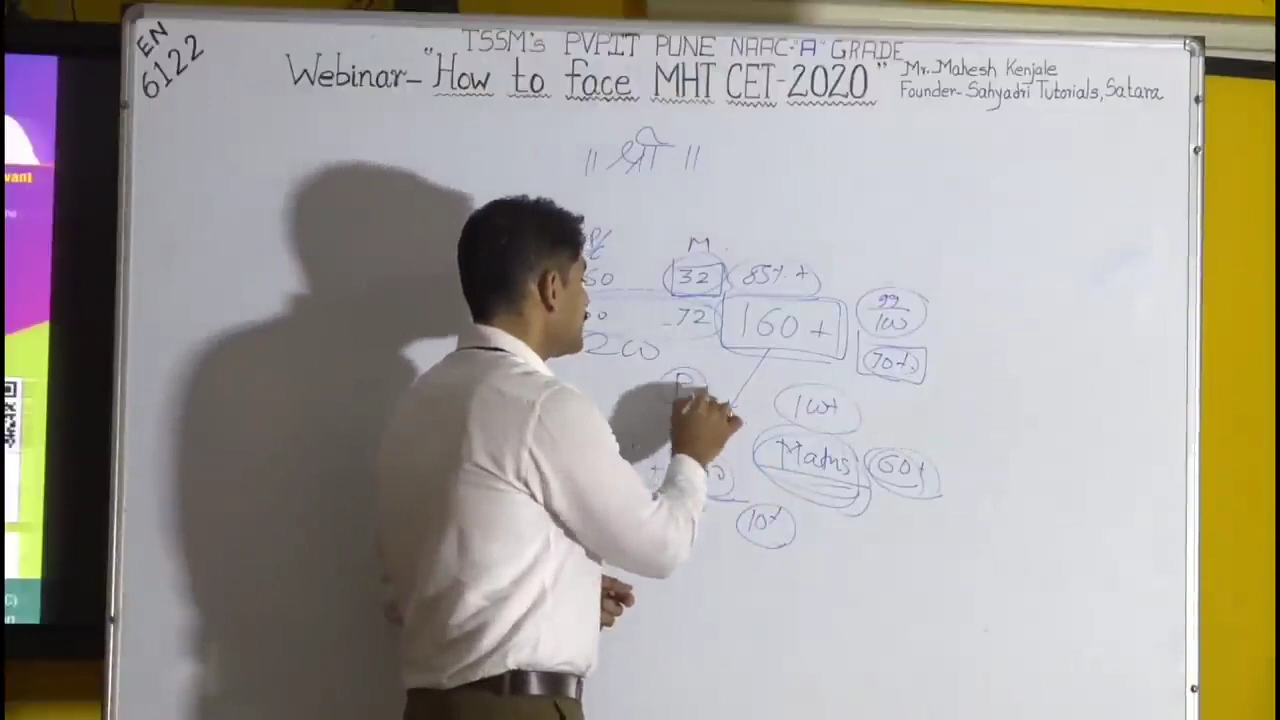 EN
6122
TSSM's PVPIT PUNE NAAC-A GRADE
Webinar-"How to face MHT CET-2020"
Mr. Mahesh Kenjale
Founder-Sahyadri Tutorials, Satara
॥ श्री ॥
M
50 32 85% +
72 160+
99
100
70+
200
P
100+
Maths 60+